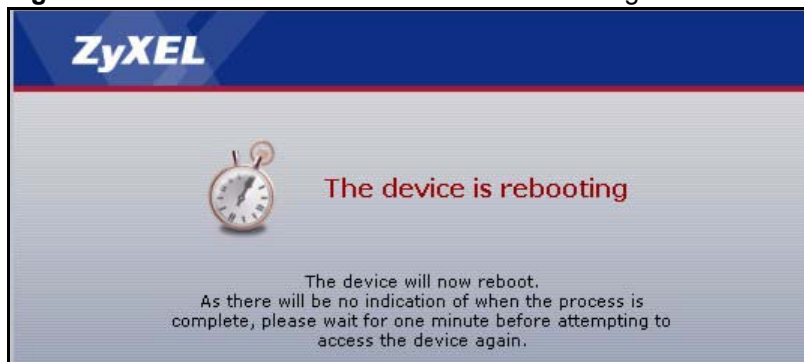 ZyXEL
The device is rebooting
The device will now reboot.
As there will be no indication of when the process is
complete, please wait for one minute before attempting to
access the device again.